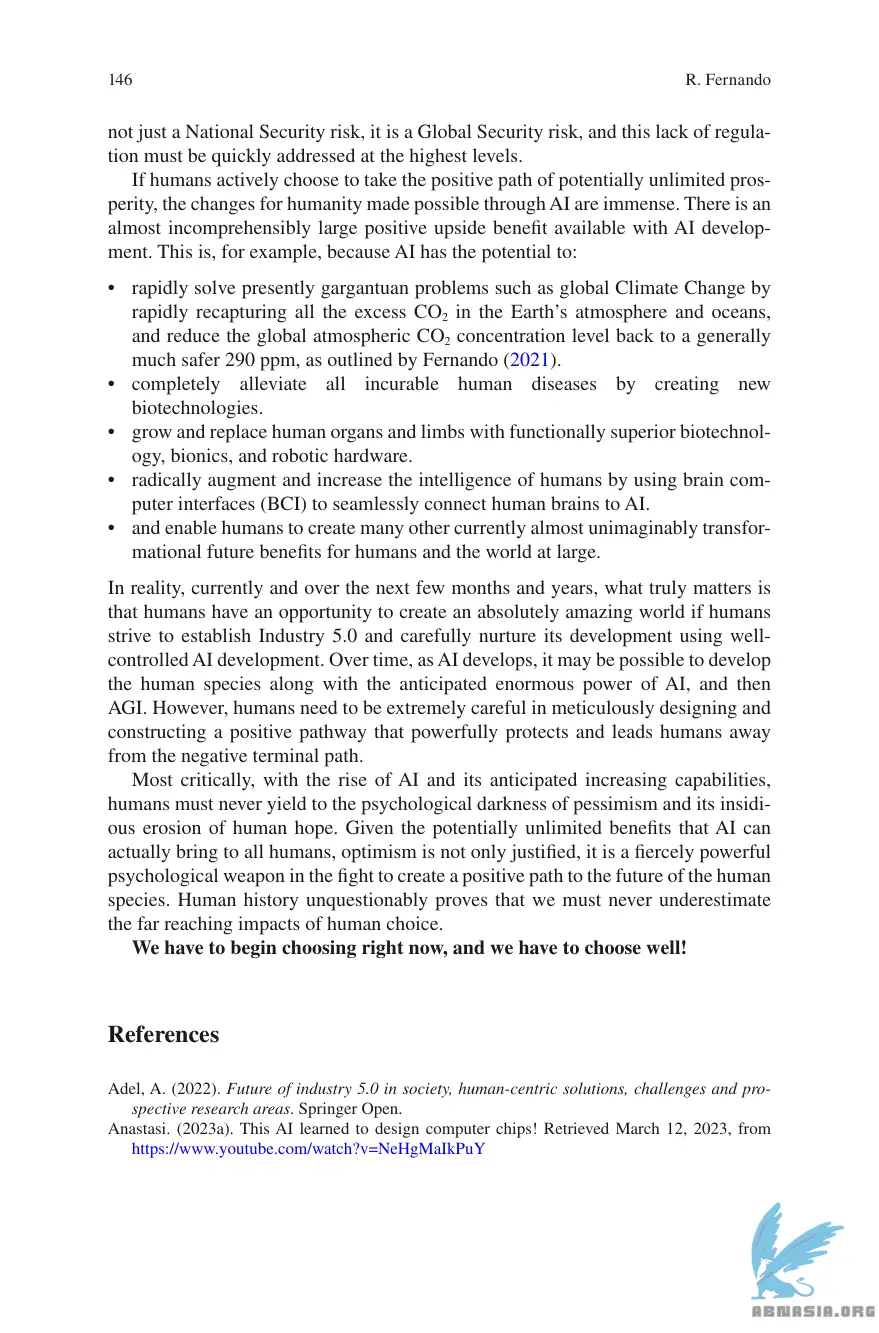 146
R. Fernando
not just a National Security risk, it is a Global Security risk, and this lack of regula-
tion must be quickly addressed at the highest levels.
If humans actively choose to take the positive path of potentially unlimited pros-
perity, the changes for humanity made possible through AI are immense. There is an
almost incomprehensibly large positive upside benefit available with AI develop-
ment. This is, for example, because AI has the potential to:
• rapidly solve presently gargantuan problems such as global Climate Change by
rapidly recapturing all the excess CO₂ in the Earth's atmosphere and oceans,
and reduce the global atmospheric CO₂ concentration level back to a generally
much safer 290 ppm, as outlined by Fernando (2021).
• completely alleviate all incurable human diseases by creating new
biotechnologies.
• grow and replace human organs and limbs with functionally superior biotechnol-
ogy, bionics, and robotic hardware.
• radically augment and increase the intelligence of humans by using brain com-
puter interfaces (BCI) to seamlessly connect human brains to AI.
• and enable humans to create many other currently almost unimaginably transfor-
mational future benefits for humans and the world at large.
In reality, currently and over the next few months and years, what truly matters is
that humans have an opportunity to create an absolutely amazing world if humans
strive to establish Industry 5.0 and carefully nurture its development using well-
controlled AI development. Over time, as AI develops, it may be possible to develop
the human species along with the anticipated enormous power of AI, and then
AGI. However, humans need to be extremely careful in meticulously designing and
constructing a positive pathway that powerfully protects and leads humans away
from the negative terminal path.
Most critically, with the rise of AI and its anticipated increasing capabilities,
humans must never yield to the psychological darkness of pessimism and its insidi-
ous erosion of human hope. Given the potentially unlimited benefits that AI can
actually bring to all humans, optimism is not only justified, it is a fiercely powerful
psychological weapon in the fight to create a positive path to the future of the human
species. Human history unquestionably proves that we must never underestimate
the far reaching impacts of human choice.
We have to begin choosing right now, and we have to choose well!
References
Adel, A. (2022). Future of industry 5.0 in society, human-centric solutions, challenges and pro-
spective research areas. Springer Open.
Anastasi. (2023a). This AI learned to design computer chips! Retrieved March 12, 2023, from
https://www.youtube.com/watch?v=NeHgMaIkPuY
ABNASIA.ORG